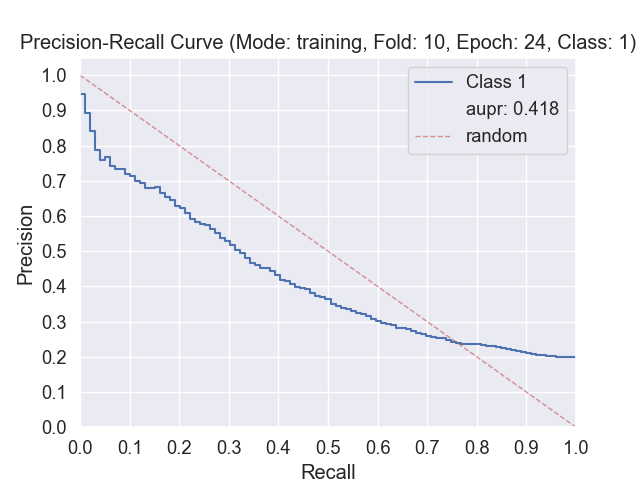 Precision-Recall Curve (Mode: training, Fold: 10, Epoch: 24, Class: 1)
1.0
0.9
0.8
0.7
0.6
0.5
0.4
0.3
0.2
0.1
0.0
Precision
Class 1
aupr: 0.418
random
0.0 0.1 0.2 0.3 0.4 0.5 0.6 0.7 0.8 0.9 1.0
Recall